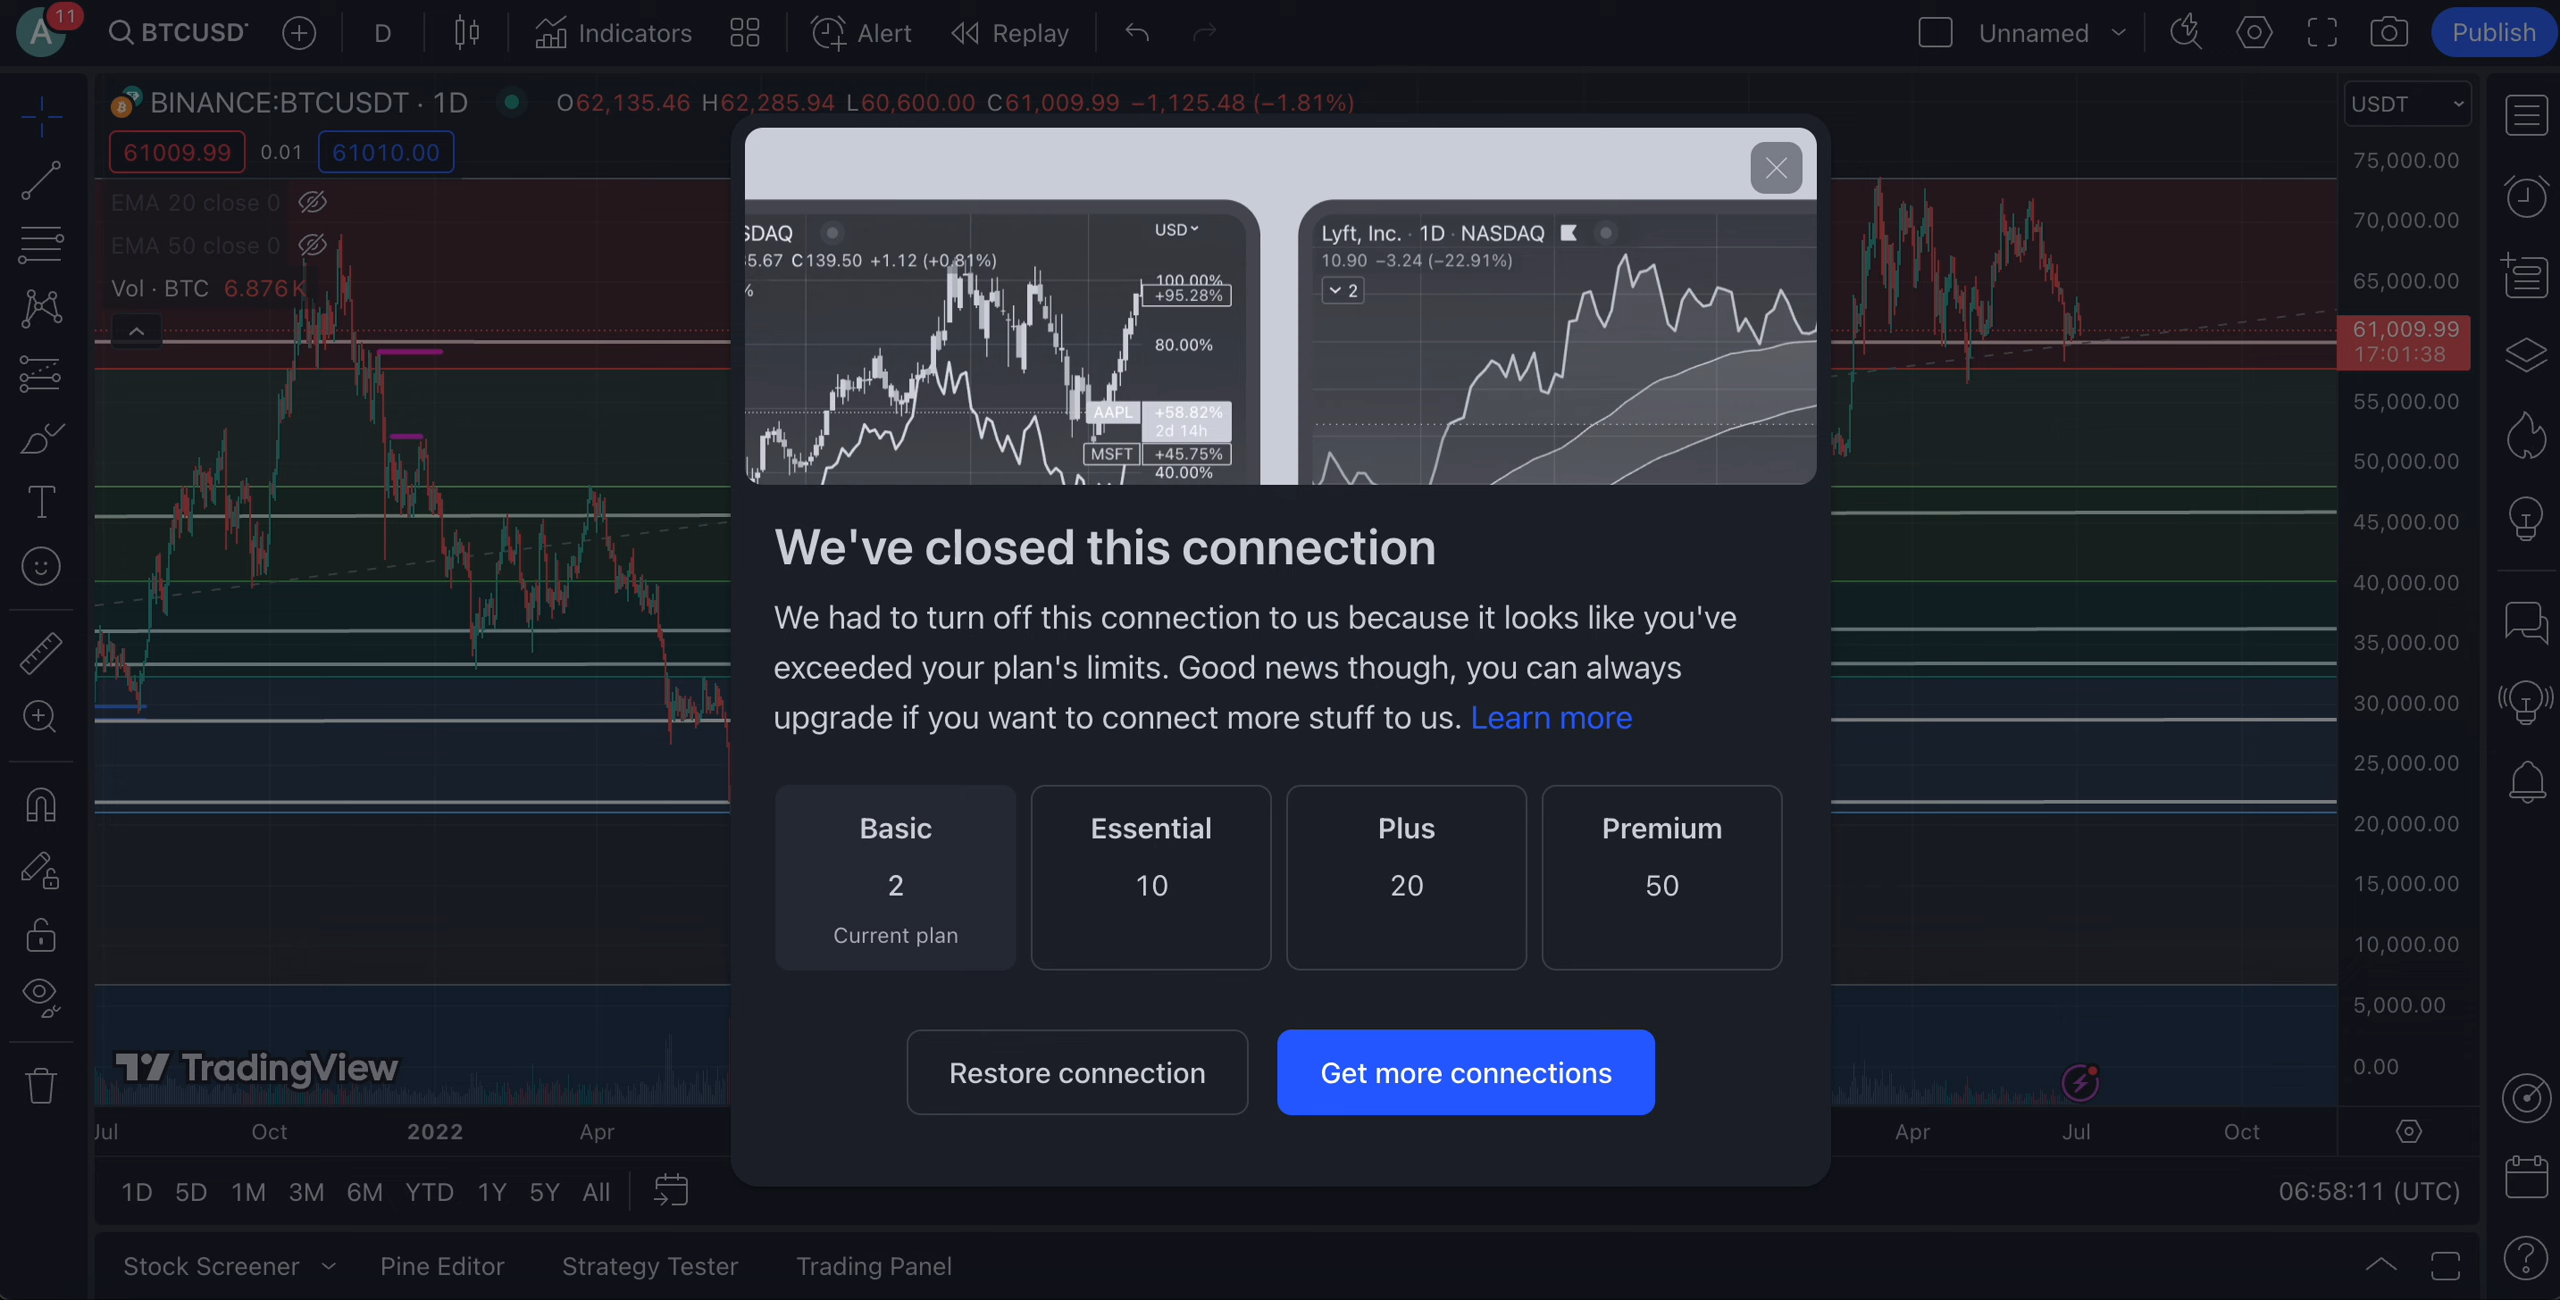 A 11 BTCUSD D Indicators Alert Replay Unnamed Publish
BINANCE:BTCUSDT · 1D O62,135.46 H62,285.94 L60,600.00 C61,009.99 −1,125.48 (−1.81%)
61009.99 0.01 61010.00
EMA 20 close 0
EMA 50 close 0
Vol · BTC 6.876K
USDT
75,000.00
70,000.00
65,000.00
61,009.99
17:01:38
55,000.00
50,000.00
45,000.00
40,000.00
35,000.00
30,000.00
25,000.00
20,000.00
15,000.00
10,000.00
5,000.00
0.00
SDAQ USD
5.67 C139.50 +1.12 (+0.81%)
%
100.00%
+95.28%
80.00%
AAPL +58.82%
2d 14h
MSFT +45.75%
40.00%
Lyft, Inc. · 1D · NASDAQ
10.90 −3.24 (−22.91%)
2
We've closed this connection
We had to turn off this connection to us because it looks like you've
exceeded your plan's limits. Good news though, you can always
upgrade if you want to connect more stuff to us. Learn more
Basic
2
Current plan
Essential
10
Plus
20
Premium
50
Restore connection
Get more connections
TradingView
Jul Oct 2022 Apr Apr Jul Oct
1D 5D 1M 3M 6M YTD 1Y 5Y All 06:58:11 (UTC)
Stock Screener Pine Editor Strategy Tester Trading Panel